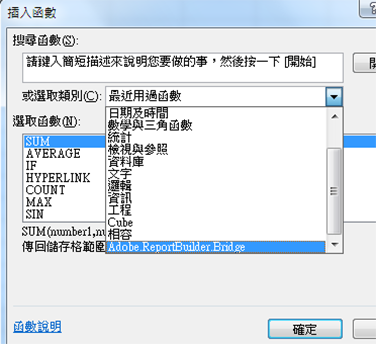 插入函數
搜尋函數(S):
請鍵入簡短描述來說明您要做的事，然後按一下 [開始]
或選取類別(C): 最近用過函數
日期及時間
數學與三角函數
統計
檢視與參照
資料庫
文字
邏輯
資訊
工程
Cube
相容
Adobe.ReportBuilder.Bridge
選取函數(N):
SUM
AVERAGE
IF
HYPERLINK
COUNT
MAX
SIN
SUM(number1,nu
傳回儲存格範圍
函數說明
確定